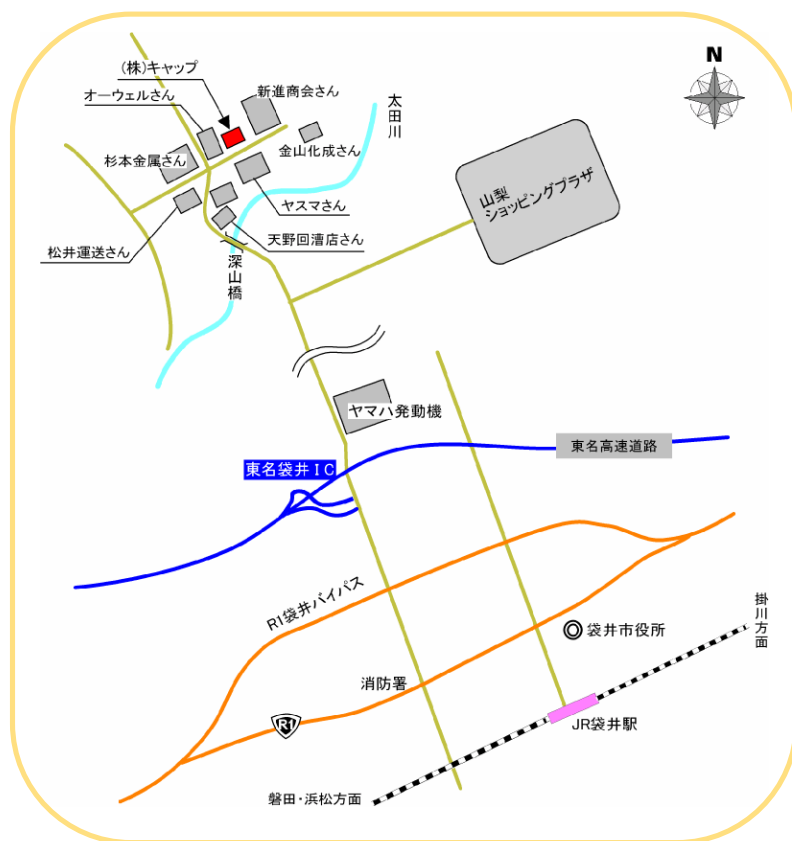 N
(株)キャップ
オーウェルさん
新進商会さん
太田川
杉本金属さん
金山化成さん
山梨
ショッピングプラザ
ヤスマさん
松井運送さん
天野回漕店さん
深山橋
ヤマハ発動機
東名高速道路
東名袋井IC
R1袋井バイパス
掛川方面
袋井市役所
消防署
R1
JR袋井駅
磐田・浜松方面